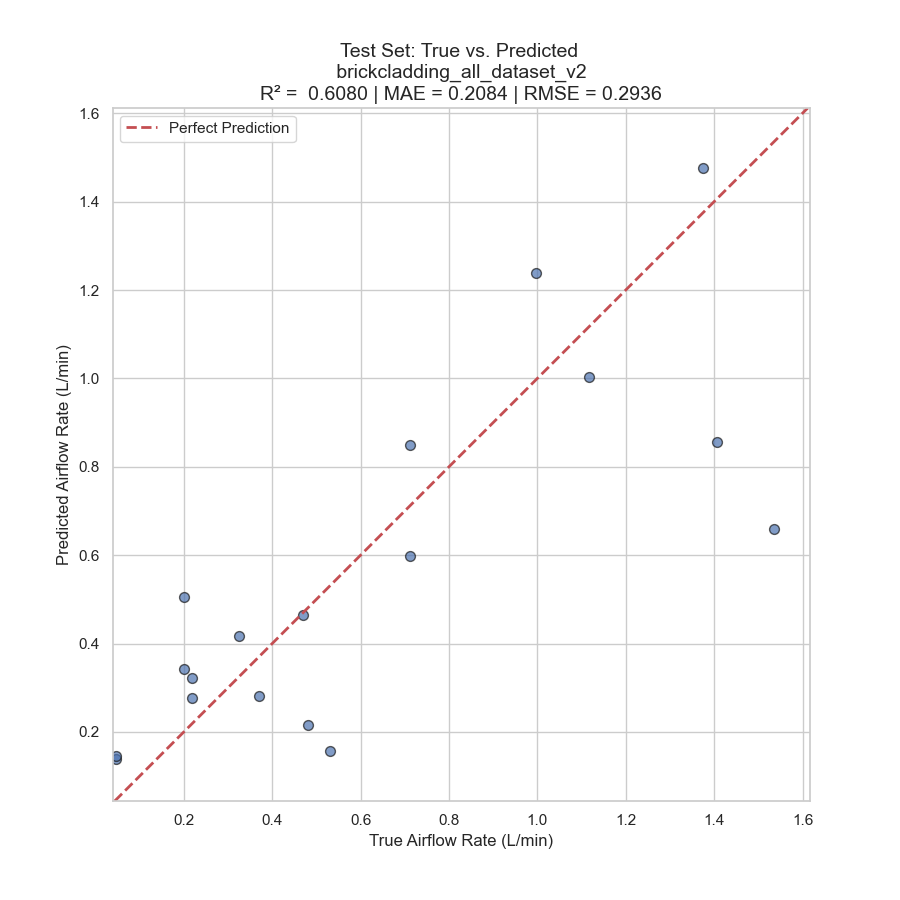 Test Set: True vs. Predicted
brickcladding_all_dataset_v2
R² =  0.6080 | MAE = 0.2084 | RMSE = 0.2936
Perfect Prediction
Predicted Airflow Rate (L/min)
1.6
1.4
1.2
1.0
0.8
0.6
0.4
0.2
0.2 0.4 0.6 0.8 1.0 1.2 1.4 1.6
True Airflow Rate (L/min)